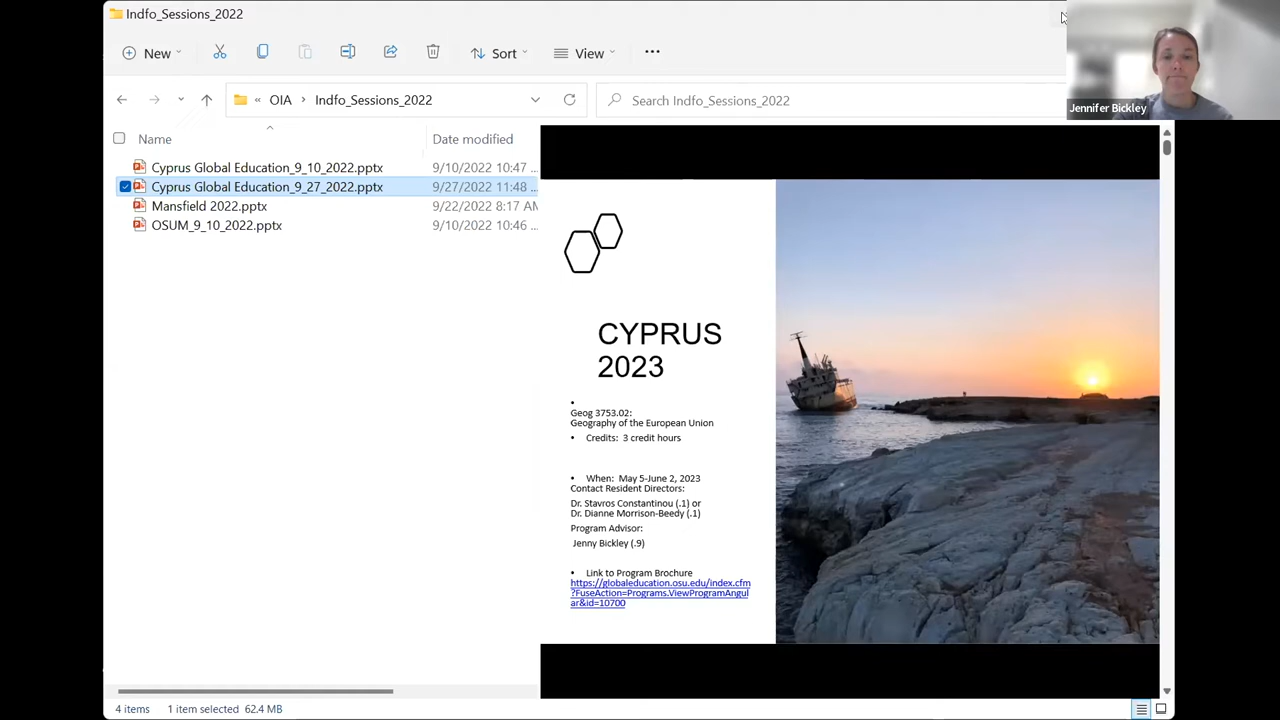 Indfo_Sessions_2022
New
Sort
View
Jennifer Bickley
« OIA > Indfo_Sessions_2022
Search Indfo_Sessions_2022
Name Date modified
Cyprus Global Education_9_10_2022.pptx 9/10/2022 10:47 ...
Cyprus Global Education_9_27_2022.pptx 9/27/2022 11:48 ...
Mansfield 2022.pptx 9/22/2022 8:17 AM
OSUM_9_10_2022.pptx 9/10/2022 10:46 ...
CYPRUS
2023
•
Geog 3753.02:
Geography of the European Union
• Credits: 3 credit hours
• When: May 5-June 2, 2023
Contact Resident Directors:
Dr. Stavros Constantinou (.1) or
Dr. Dianne Morrison-Beedy (.1)
Program Advisor:
Jenny Bickley (.9)
• Link to Program Brochure
https://globaleducation.osu.edu/index.cfm
?FuseAction=Programs.ViewProgramAngul
ar&id=10700
4 items 1 item selected 62.4 MB